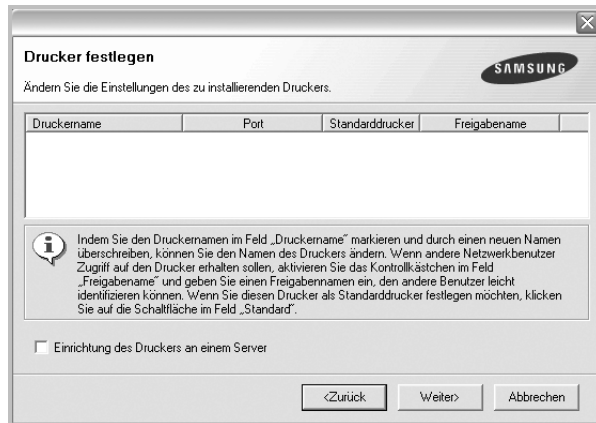 Drucker festlegen
Ändern Sie die Einstellungen des zu installierenden Druckers.
SAMSUNG
Druckername Port Standarddrucker Freigabename
Indem Sie den Druckernamen im Feld „Druckername" markieren und durch einen neuen Namen
überschreiben, können Sie den Namen des Druckers ändern. Wenn andere Netzwerkbenutzer
Zugriff auf den Drucker erhalten sollen, aktivieren Sie das Kontrollkästchen im Feld
„Freigabename" und geben Sie einen Freigabennamen ein, den andere Benutzer leicht
identifizieren können. Wenn Sie diesen Drucker als Standarddrucker festlegen möchten, klicken
Sie auf die Schaltfläche im Feld „Standard".
Einrichtung des Druckers an einem Server
<Zurück Weiter> Abbrechen